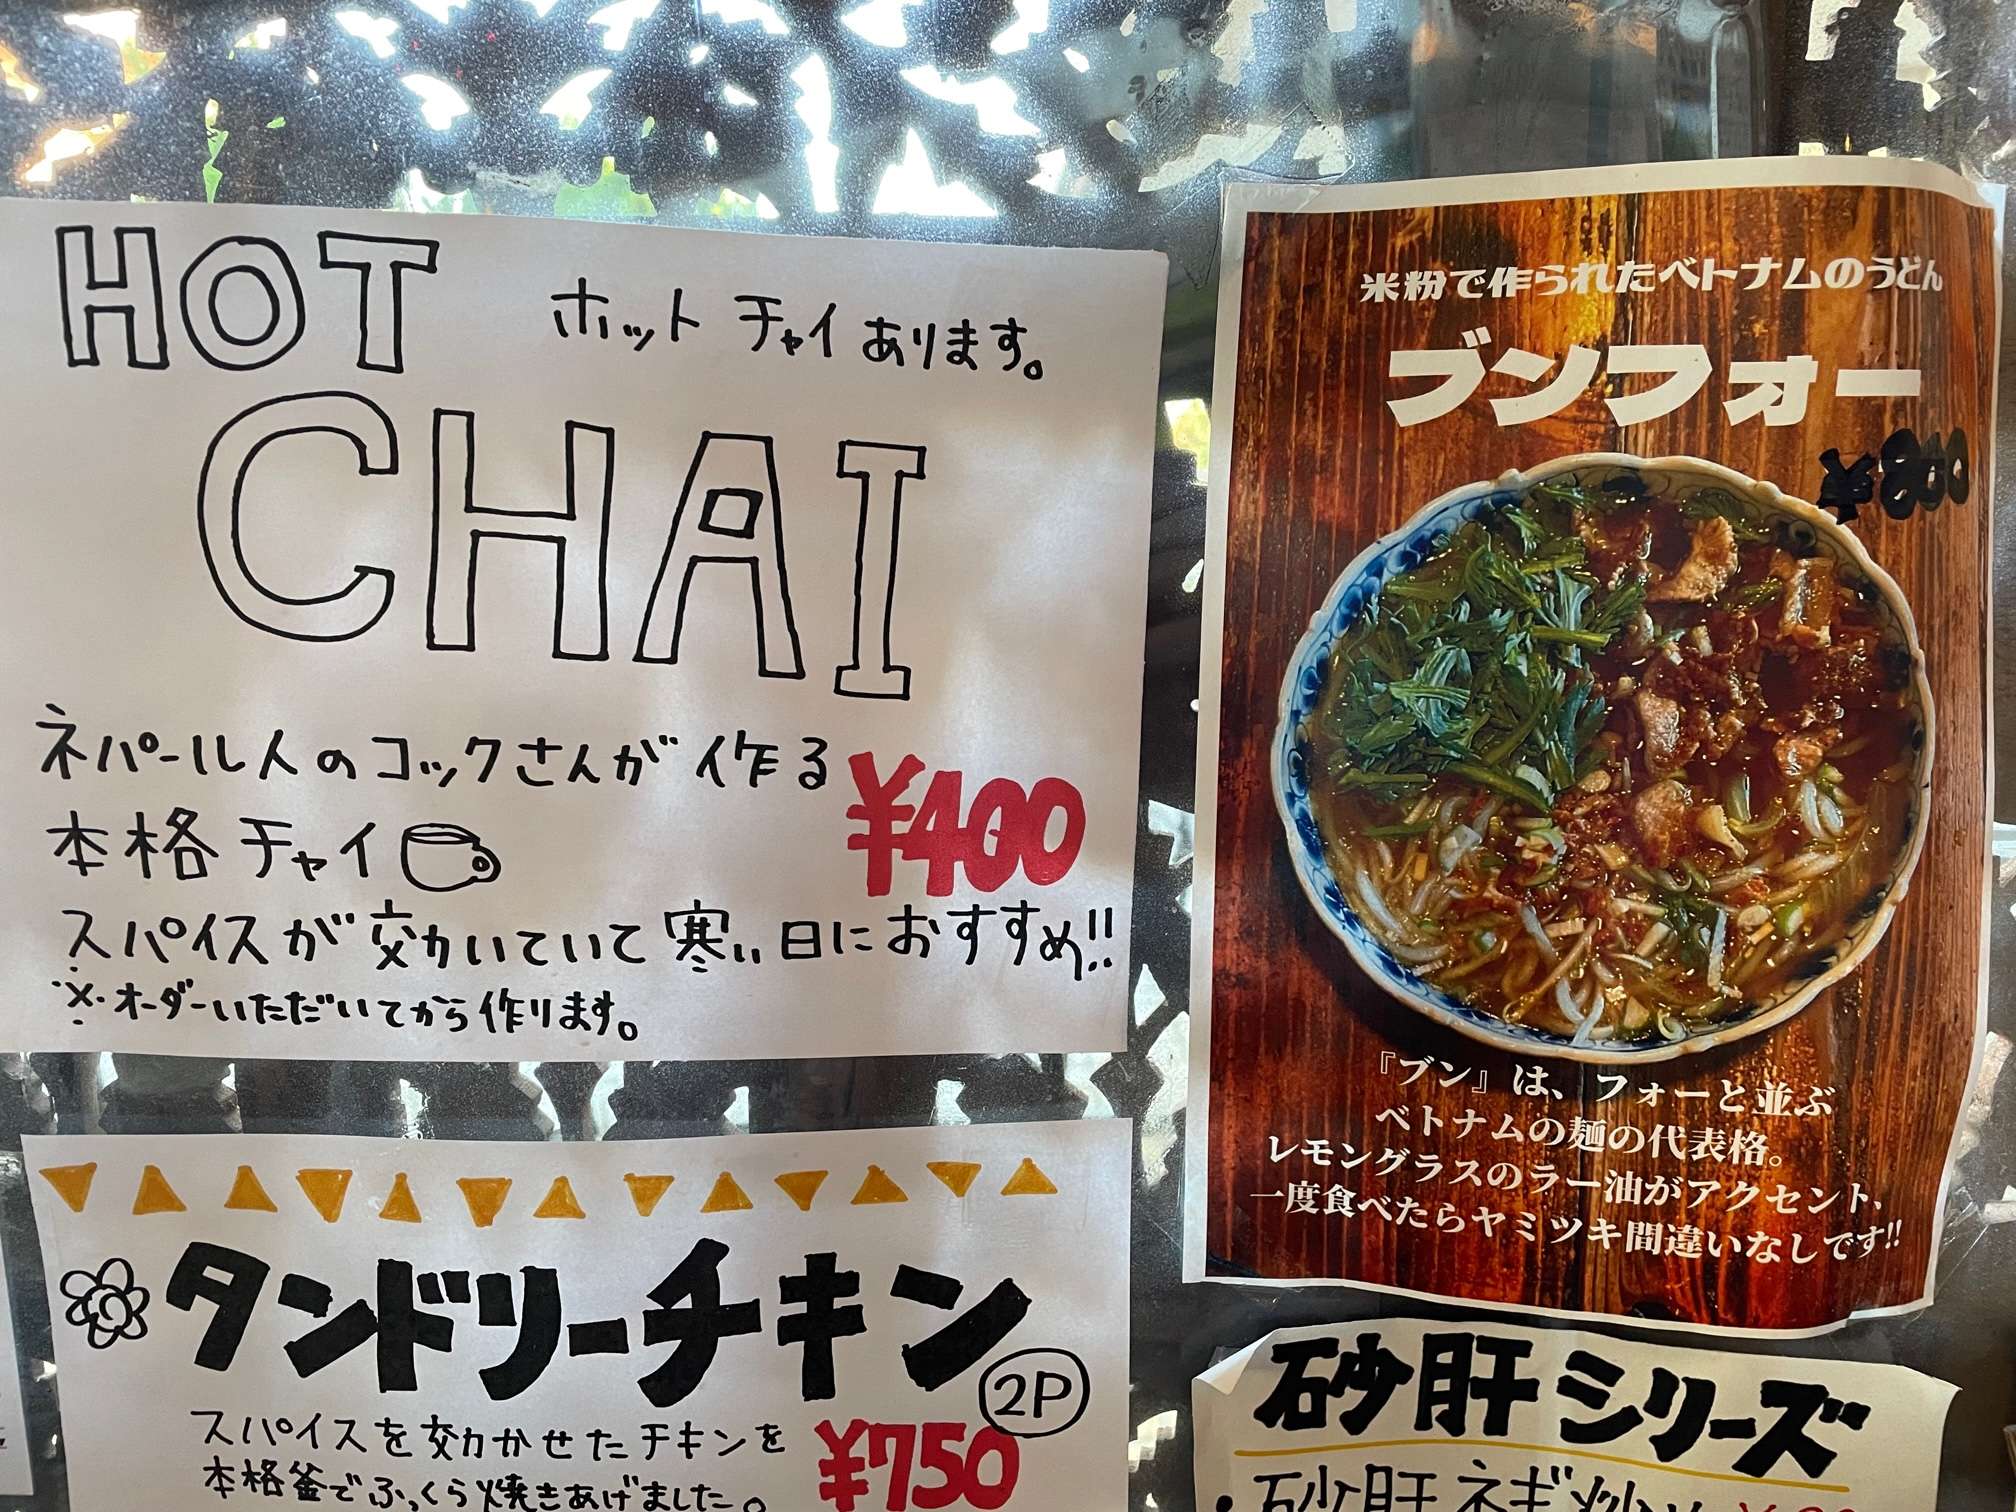 HOT
ホット チャイ あります。
CHAI
ネパール人のコックさんが作る
本格チャイ
¥400
スパイスが効いていて寒い日におすすめ!!
※オーダーいただいてから作ります。
タンドリーチキン
2P
スパイスを効かせたチキンを
本格釜でふっくら焼きあげました。
¥750
米粉で作られたベトナムのうどん
ブンフォー
『ブン』は、フォーと並ぶ
ベトナムの麺の代表格。
レモングラスのラー油がアクセント、
一度食べたらヤミツキ間違いなしです!!
砂肝シリーズ
・砂肝ネギ炒め